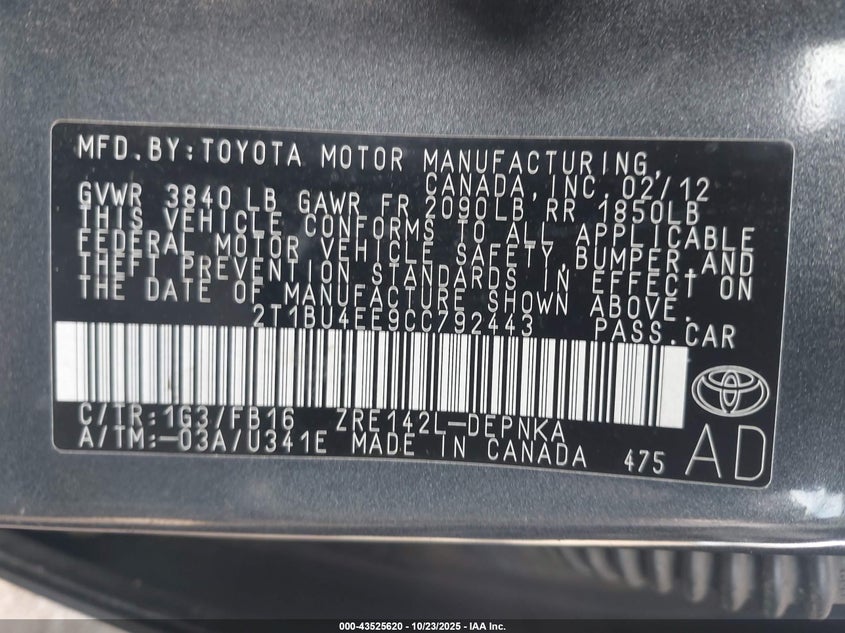 MFD.BY:TOYOTA MOTOR MANUFACTURING,
CANADA, INC. 02/12
GVWR 3840 LB GAWR FR 2090LB, RR 1850LB
THIS VEHICLE CONFORMS TO ALL APPLICABLE
FEDERAL MOTOR VEHICLE SAFETY, BUMPER, AND
THEFT PREVENTION STANDARDS IN EFFECT ON
THE DATE OF MANUFACTURE SHOWN ABOVE.
2T1BU4EE9CC792443 PASS.CAR
C/TR:1G3/FB16 ZRE142L-DEPNKA
A/TM:-03A/U341E MADE IN CANADA 475 AD
000-43525620 | 10/23/2025 - IAA Inc.